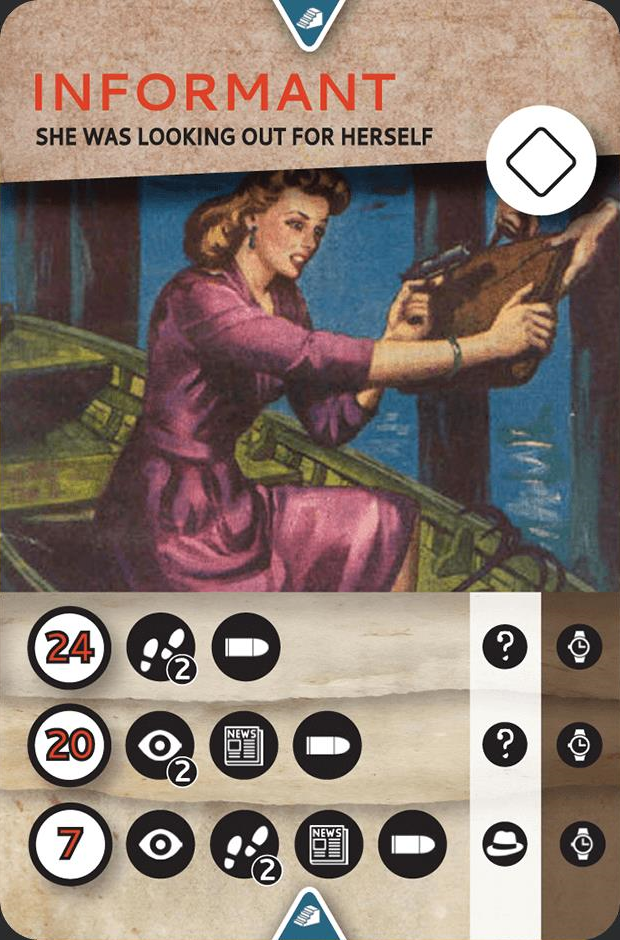 INFORMANT
SHE WAS LOOKING OUT FOR HERSELF
24 2 ?
20 2 NEWS ?
7 2 NEWS